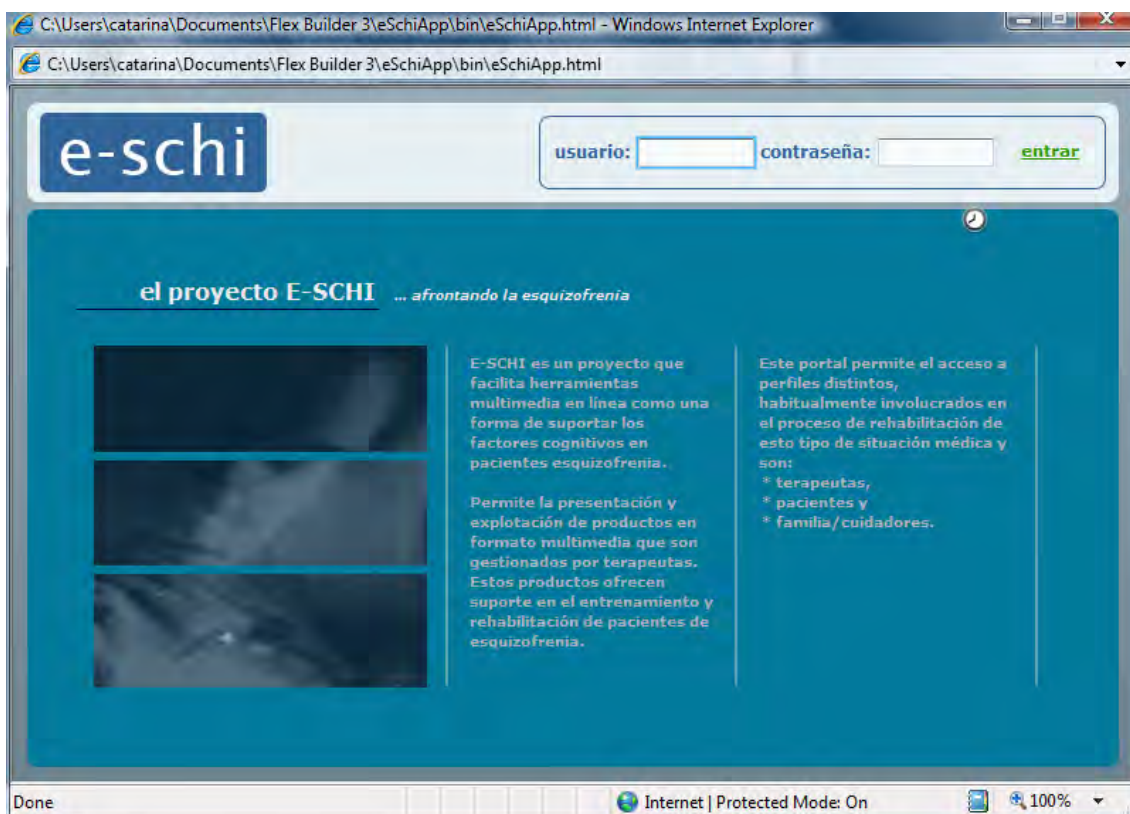 C:\Users\catarina\Documents\Flex Builder 3\eSchiApp\bin\eSchiApp.html - Windows Internet Explorer
C:\Users\catarina\Documents\Flex Builder 3\eSchiApp\bin\eSchiApp.html
e-schi
usuario:
contraseña:
entrar
el proyecto E-SCHI ... afrontando la esquizofrenia
E-SCHI es un proyecto que
facilita herramientas
multimedia en línea como una
forma de suportar los
factores cognitivos en
pacientes esquizofrenia.
Permite la presentación y
explotación de productos en
formato multimedia que son
gestionados por terapeutas.
Estos productos ofrecen
suporte en el entrenamiento y
rehabilitación de pacientes de
esquizofrenia.
Este portal permite el acceso a
perfiles distintos,
habitualmente involucrados en
el proceso de rehabilitación de
esto tipo de situación médica y
son:
* terapeutas,
* pacientes y
* familia/cuidadores.
Done
Internet | Protected Mode: On
100%